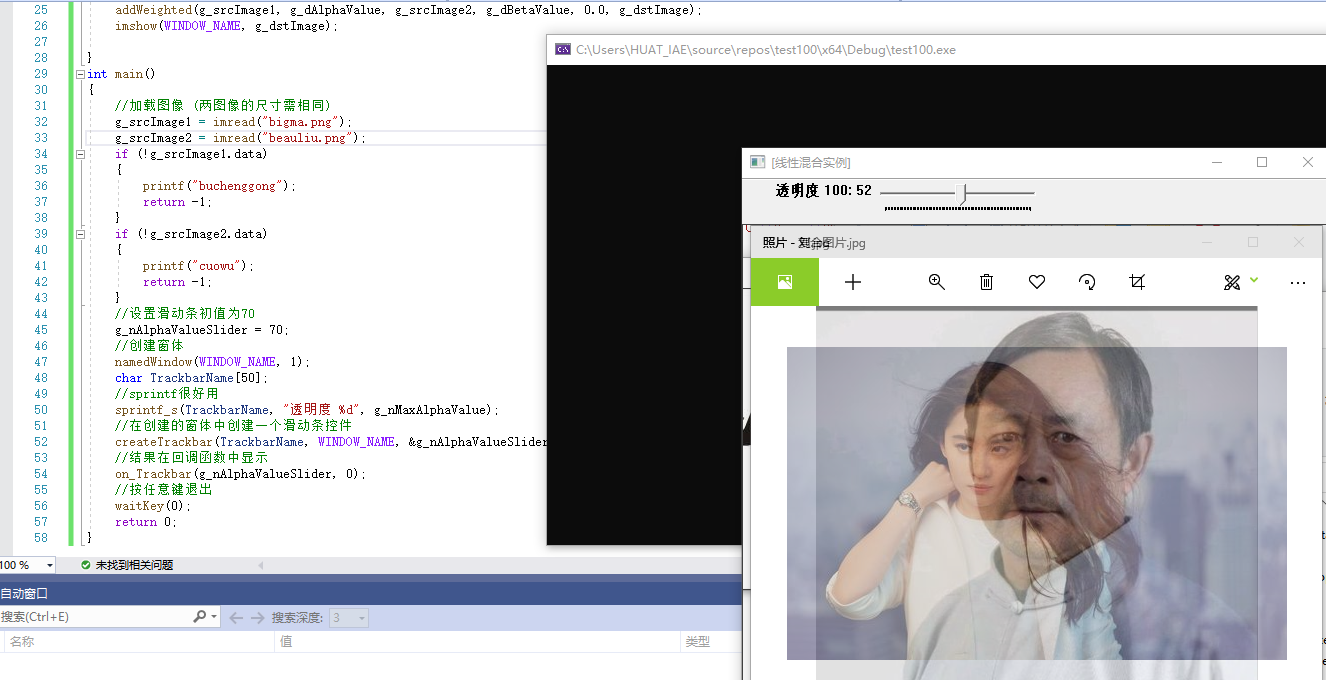 25 addWeighted(g_srcImage1, g_dAlphaValue, g_srcImage2, g_dBetaValue, 0.0, g_dstImage);
26 imshow(WINDOW_NAME, g_dstImage);
27
28 }
29 int main()
30 {
31 //加载图像 (两图像的尺寸需相同)
32 g_srcImage1 = imread("bigma.png");
33 g_srcImage2 = imread("beauliu.png");
34 if (!g_srcImage1.data)
35 {
36 printf("buchenggong");
37 return -1;
38 }
39 if (!g_srcImage2.data)
40 {
41 printf("cuowu");
42 return -1;
43 }
44 //设置滑动条初值为70
45 g_nAlphaValueSlider = 70;
46 //创建窗体
47 namedWindow(WINDOW_NAME, 1);
48 char TrackbarName[50];
49 //sprintf很好用
50 sprintf_s(TrackbarName, "透明度 %d", g_nMaxAlphaValue);
51 //在创建的窗体中创建一个滑动条控件
52 createTrackbar(TrackbarName, WINDOW_NAME, &g_nAlphaValueSlider
53 //结果在回调函数中显示
54 on_Trackbar(g_nAlphaValueSlider, 0);
55 //按任意键退出
56 waitKey(0);
57 return 0;
58 }
C:\Users\HUAT_IAE\source\repos\test100\x64\Debug\test100.exe
[线性混合实例]
透明度 100: 52
照片 - 图片.jpg
100 %
未找到相关问题
自动窗口
搜索(Ctrl+E)
搜索深度: 3
名称 值 类型